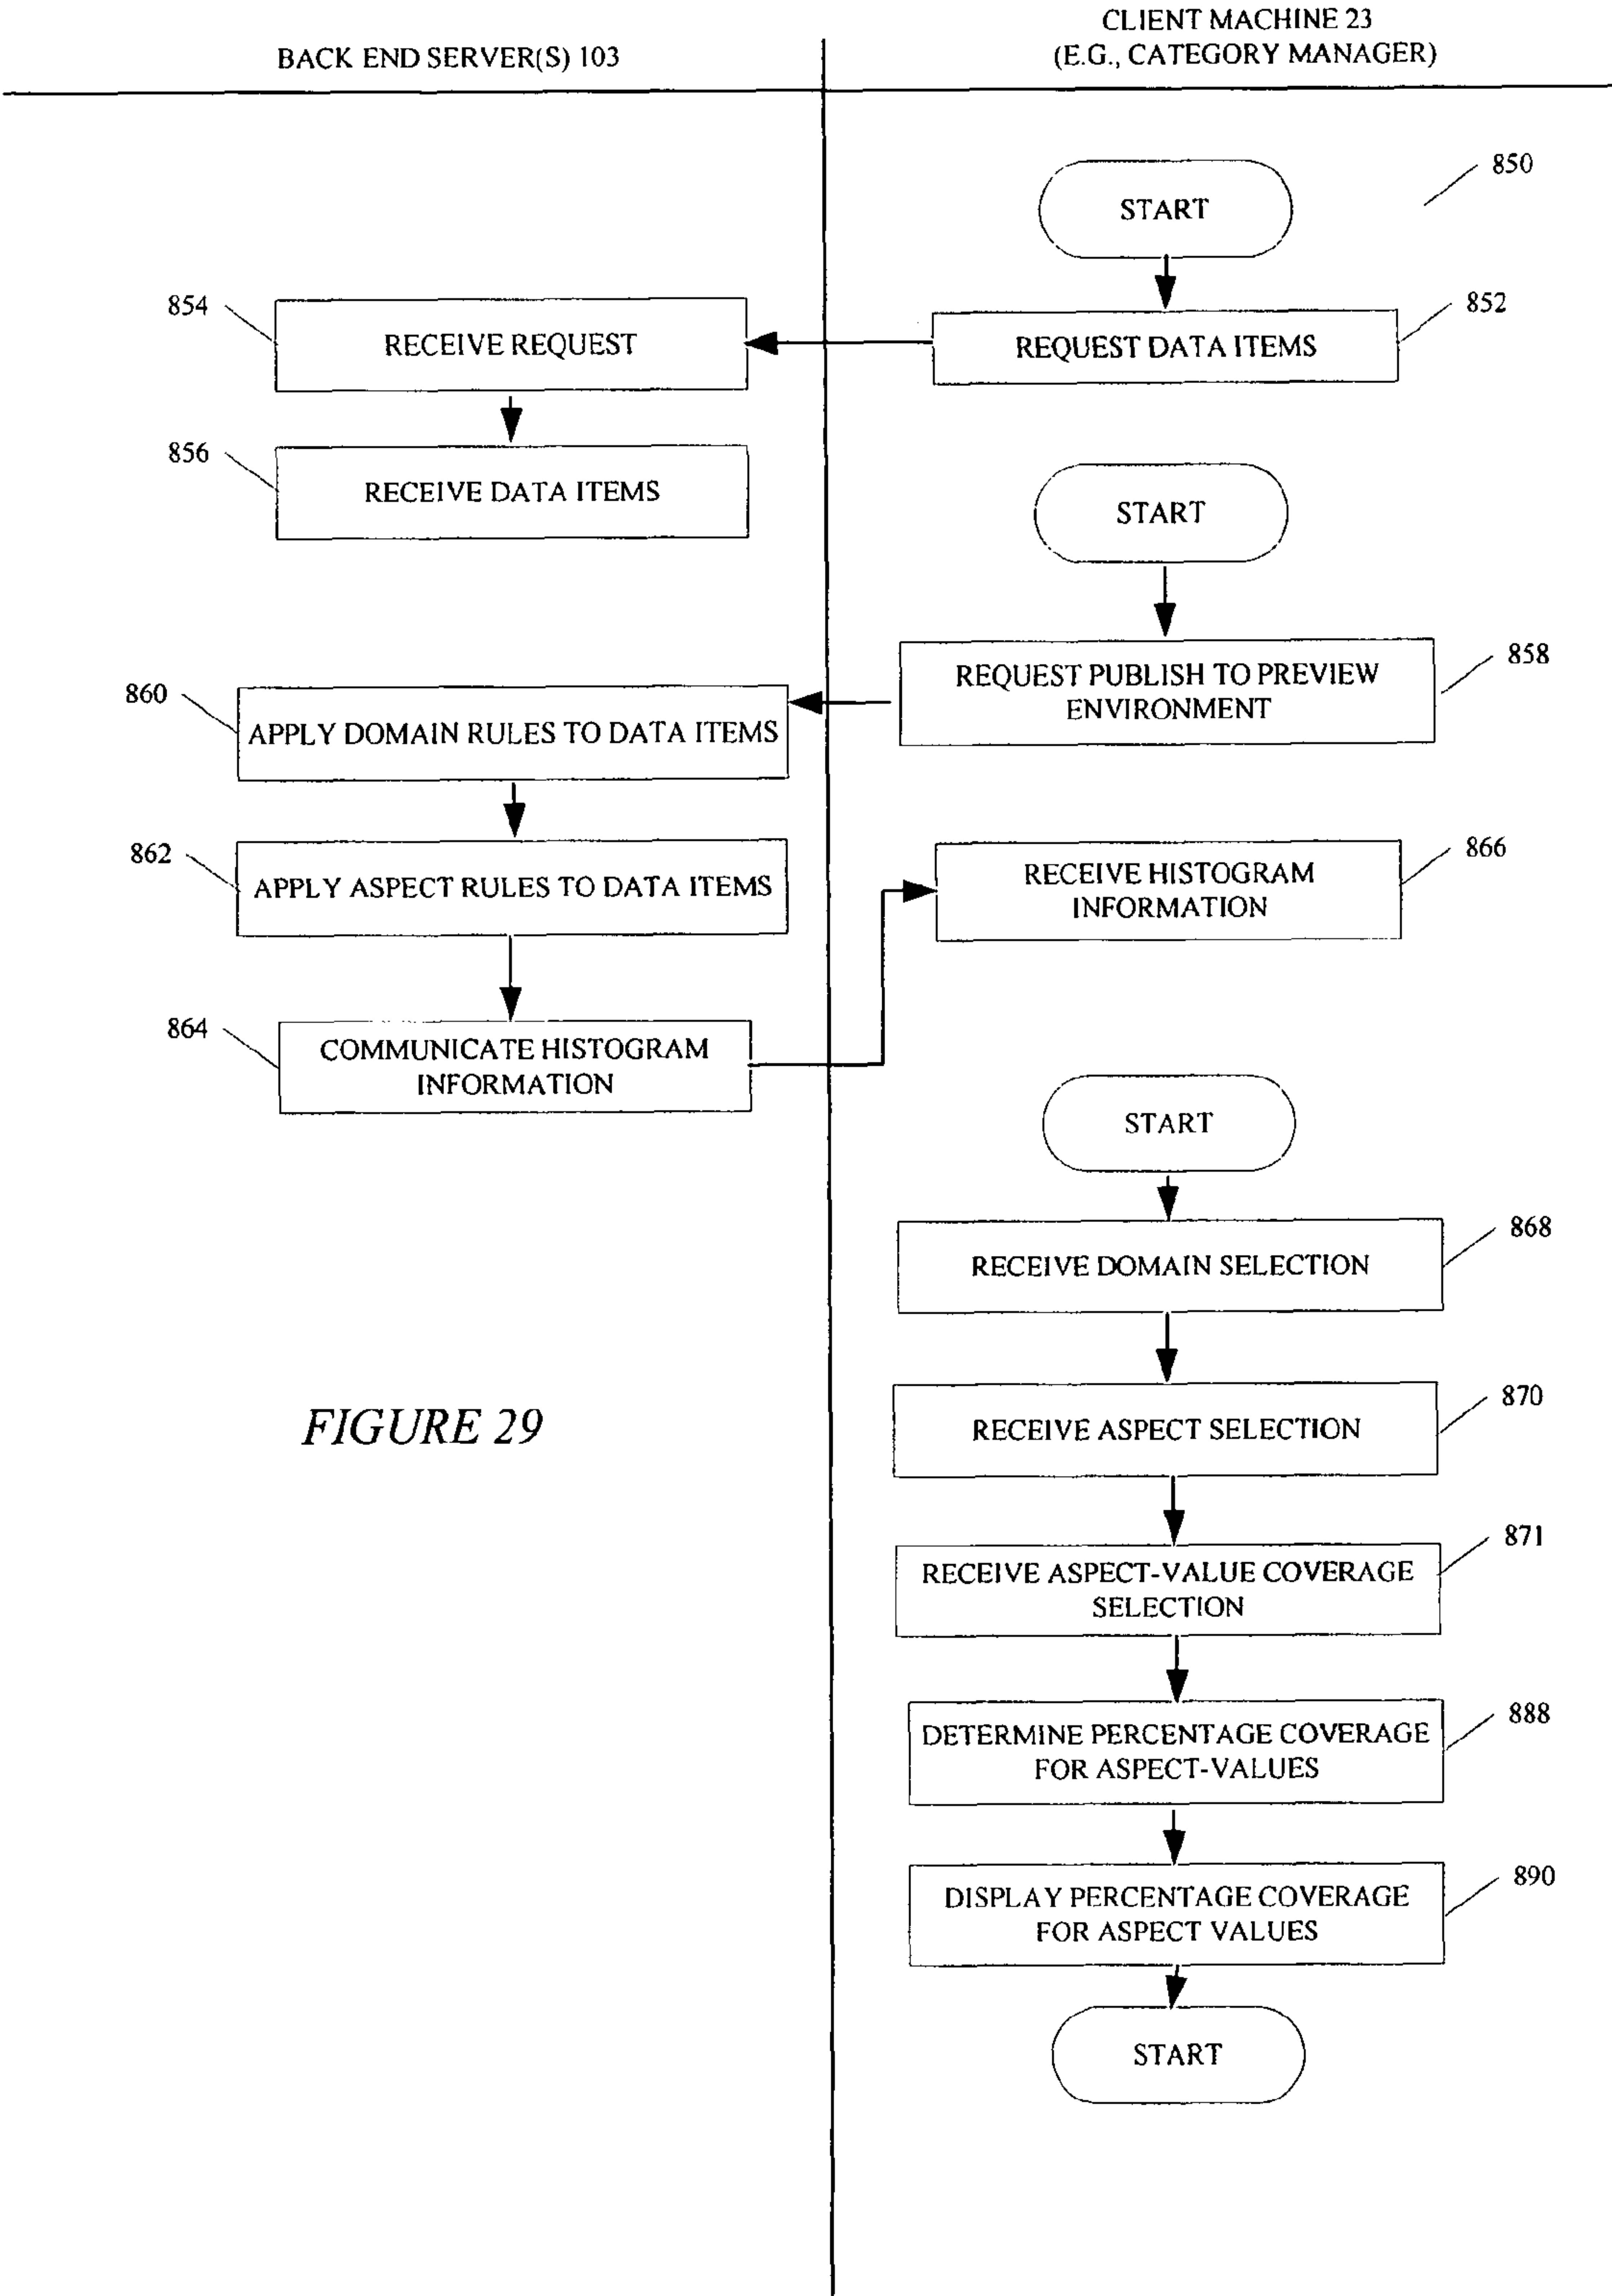 BACK END SERVER(S) 103
CLIENT MACHINE 23
(E.G., CATEGORY MANAGER)
850
START
854
RECEIVE REQUEST
852
REQUEST DATA ITEMS
856
RECEIVE DATA ITEMS
START
858
REQUEST PUBLISH TO PREVIEW
ENVIRONMENT
860
APPLY DOMAIN RULES TO DATA ITEMS
862
APPLY ASPECT RULES TO DATA ITEMS
866
RECEIVE HISTOGRAM
INFORMATION
864
COMMUNICATE HISTOGRAM
INFORMATION
START
868
RECEIVE DOMAIN SELECTION
870
RECEIVE ASPECT SELECTION
FIGURE 29
871
RECEIVE ASPECT-VALUE COVERAGE
SELECTION
888
DETERMINE PERCENTAGE COVERAGE
FOR ASPECT-VALUES
890
DISPLAY PERCENTAGE COVERAGE
FOR ASPECT VALUES
START